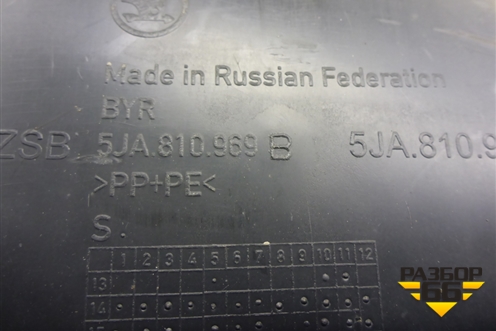 Made in Russian Federation
BYR
ZSB 5JA.810.969 B 5JA.810.9
>PP+PE<
S.
1 2 3 4 5 6 7 8 9 10 11 12
13
14
15
РАЗБОР
66